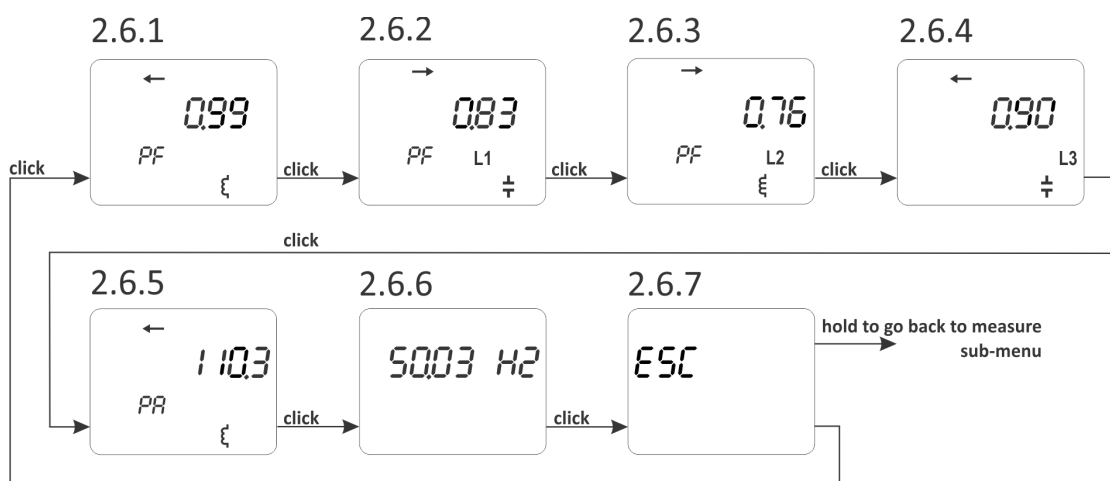 2.6.1
2.6.2
2.6.3
2.6.4
0.99
PF
0.83
PF L1
0.76
PF L2
0.90
L3
click
click
click
click
click
2.6.5
2.6.6
2.6.7
110.3
PA
50.03 HZ
ESC
click
click
hold to go back to measure
sub-menu